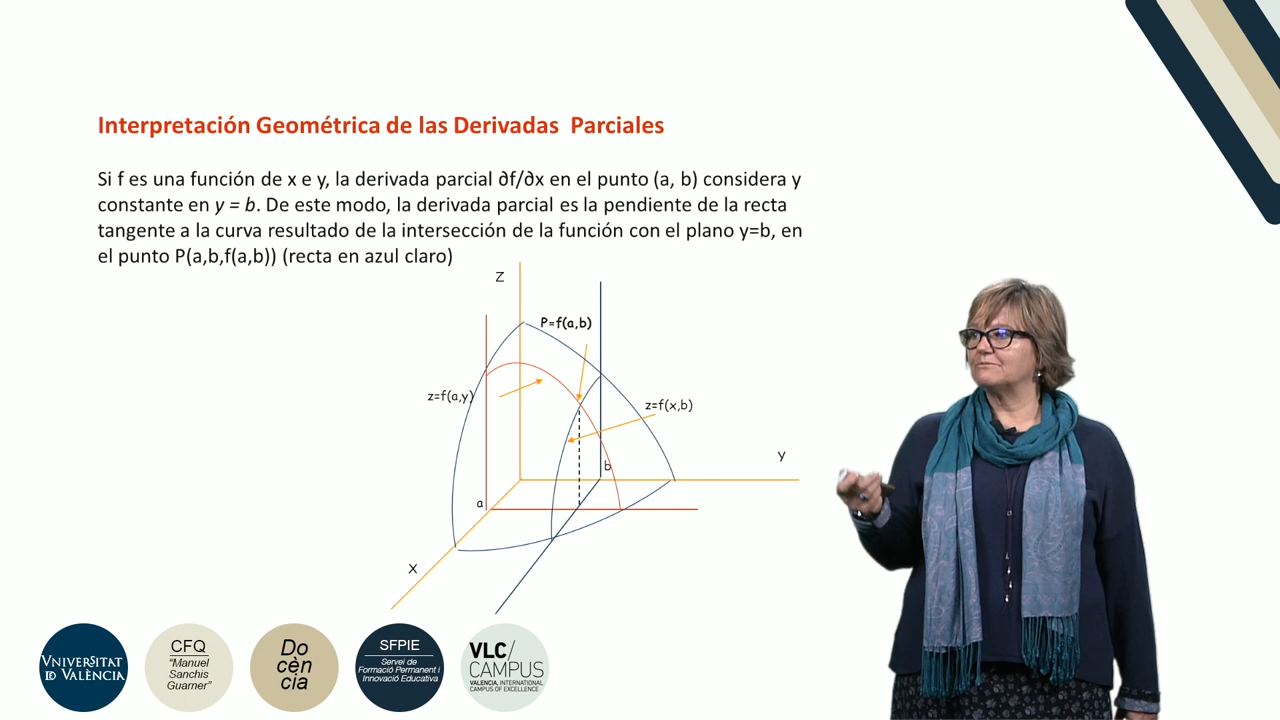 Interpretación Geométrica de las Derivadas Parciales
Si f es una función de x e y, la derivada parcial ∂f/∂x en el punto (a, b) considera y
constante en y = b. De este modo, la derivada parcial es la pendiente de la recta
tangente a la curva resultado de la intersección de la función con el plano y=b, en
el punto P(a,b,f(a,b)) (recta en azul claro)
Z
P=f(a,b)
z=f(a,y)
z=f(x,b)
y
b
a
x
VNIVERSITAT
ID VALÈNCIA
CFQ
"Manuel
Sanchis
Guarner"
Do
cèn
cia
SFPIE
Servei de
Formació Permanent i
Innovació Educativa
VLC/
CAMPUS
VALENCIA, INTERNATIONAL
CAMPUS OF EXCELLENCE